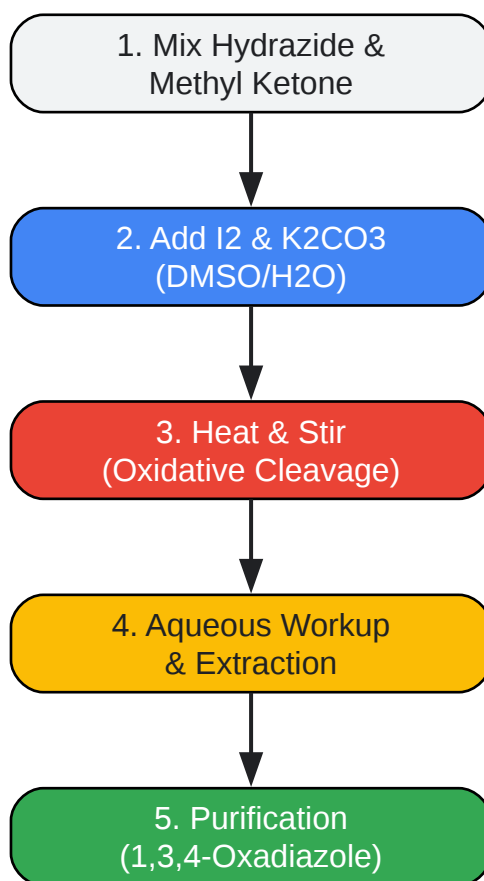 1. Mix Hydrazide &
Methyl Ketone
2. Add I2 & K2CO3
(DMSO/H2O)
3. Heat & Stir
(Oxidative Cleavage)
4. Aqueous Workup
& Extraction
5. Purification
(1,3,4-Oxadiazole)